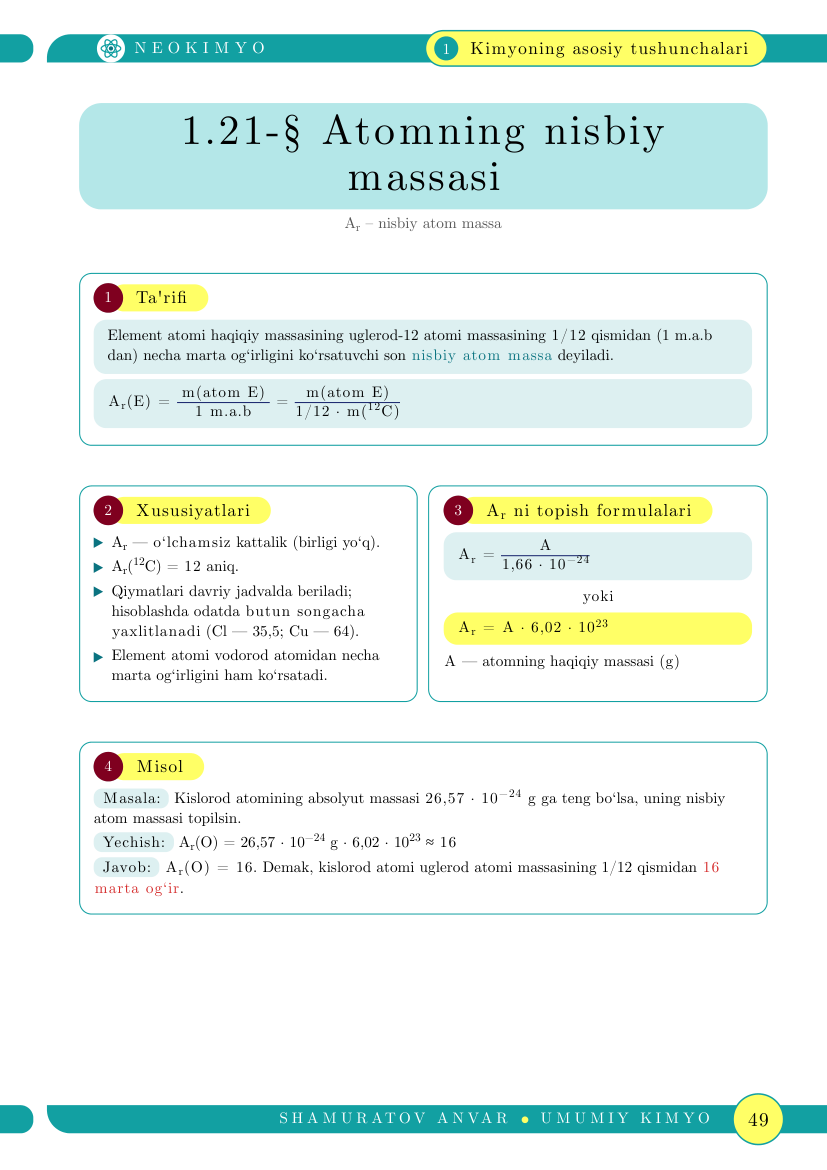 NEOKIMYO
1 Kimyoning asosiy tushunchalari
1.21-§ Atomning nisbiy
massasi
Aᵣ – nisbiy atom massa
1 Ta'rifi
Element atomi haqiqiy massasining uglerod-12 atomi massasining 1/12 qismidan (1 m.a.b
dan) necha marta og‘irligini ko‘rsatuvchi son nisbiy atom massa deyiladi.
Aᵣ(E) = m(atom E) / 1 m.a.b = m(atom E) / 1/12 · m(¹²C)
2 Xususiyatlari
▶ Aᵣ — o‘lchamsiz kattalik (birligi yo‘q).
▶ Aᵣ(¹²C) = 12 aniq.
▶ Qiymatlari davriy jadvalda beriladi;
hisoblashda odatda butun songacha
yaxlitlanadi (Cl — 35,5; Cu — 64).
▶ Element atomi vodorod atomidan necha
marta og‘irligini ham ko‘rsatadi.
3 Aᵣ ni topish formulalari
Aᵣ = A / 1,66 · 10⁻²⁴
yoki
Aᵣ = A · 6,02 · 10²³
A — atomning haqiqiy massasi (g)
4 Misol
Masala: Kislorod atomining absolyut massasi 26,57 · 10⁻²⁴ g ga teng bo‘lsa, uning nisbiy
atom massasi topilsin.
Yechish: Aᵣ(O) = 26,57 · 10⁻²⁴ g · 6,02 · 10²³ ≈ 16
Javob: Aᵣ(O) = 16. Demak, kislorod atomi uglerod atomi massasining 1/12 qismidan 16
marta og‘ir.
SHAMURATOV ANVAR • UMUMIY KIMYO 49